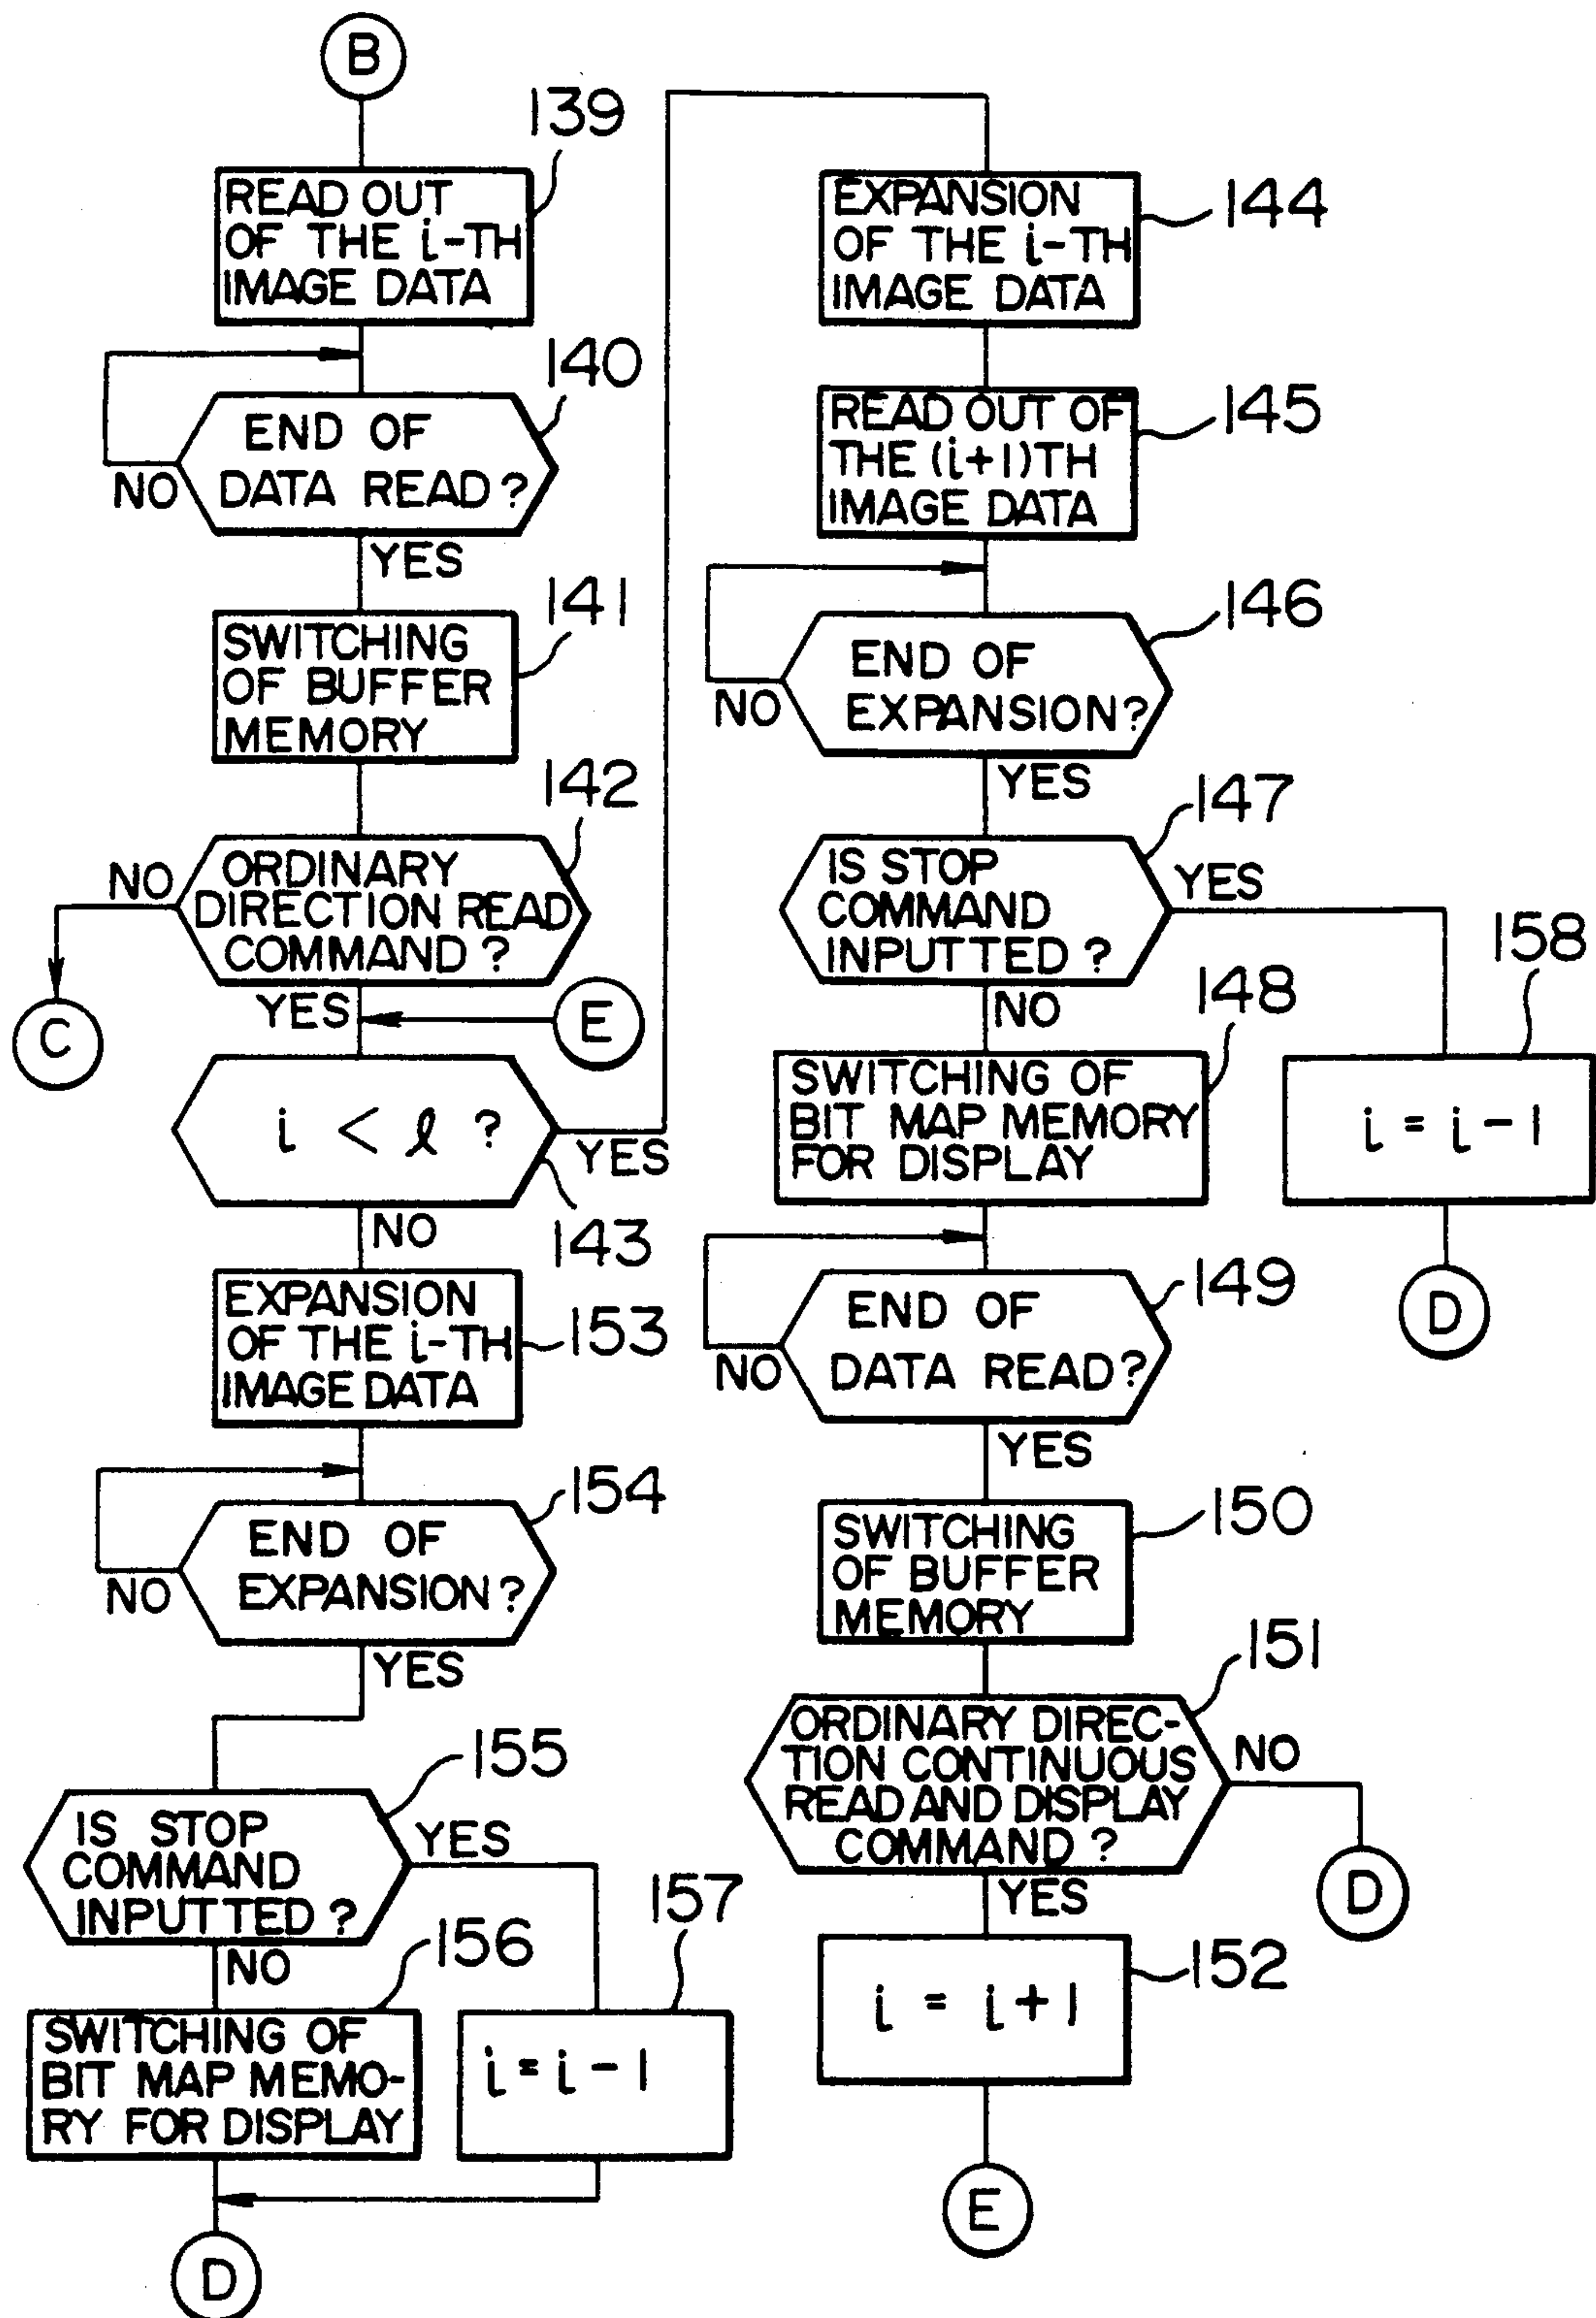 B
139
READ OUT
OF THE i-TH
IMAGE DATA
140
END OF
DATA READ ?
NO
YES
141
SWITCHING
OF BUFFER
MEMORY
142
ORDINARY
DIRECTION READ
COMMAND ?
NO
C
YES
E
i < ℓ ?
YES
143
NO
EXPANSION
OF THE i-TH
IMAGE DATA
153
154
END OF
EXPANSION ?
NO
YES
155
IS STOP
COMMAND
INPUTTED ?
YES
NO
156
SWITCHING OF
BIT MAP MEMO-
RY FOR DISPLAY
157
i = i - 1
D
EXPANSION
OF THE i-TH
IMAGE DATA
144
READ OUT OF
THE (i+1)TH
IMAGE DATA
145
146
END OF
EXPANSION ?
NO
YES
147
IS STOP
COMMAND
INPUTTED ?
YES
NO
148
158
SWITCHING OF
BIT MAP MEMORY
FOR DISPLAY
i = i - 1
D
149
END OF
DATA READ ?
NO
YES
150
SWITCHING
OF BUFFER
MEMORY
151
ORDINARY DIREC-
TION CONTINUOUS
READ AND DISPLAY
COMMAND ?
NO
D
YES
152
i = i + 1
E